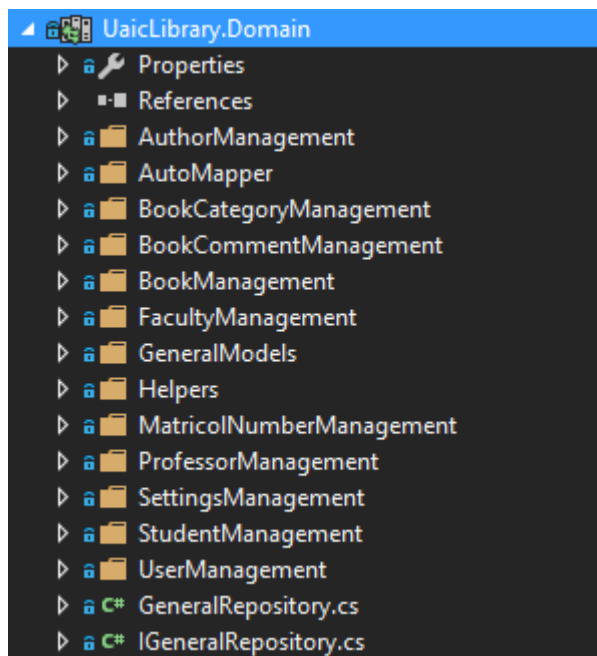 UaicLibrary.Domain
Properties
References
AuthorManagement
AutoMapper
BookCategoryManagement
BookCommentManagement
BookManagement
FacultyManagement
GeneralModels
Helpers
MatricolNumberManagement
ProfessorManagement
SettingsManagement
StudentManagement
UserManagement
C# GeneralRepository.cs
C# IGeneralRepository.cs